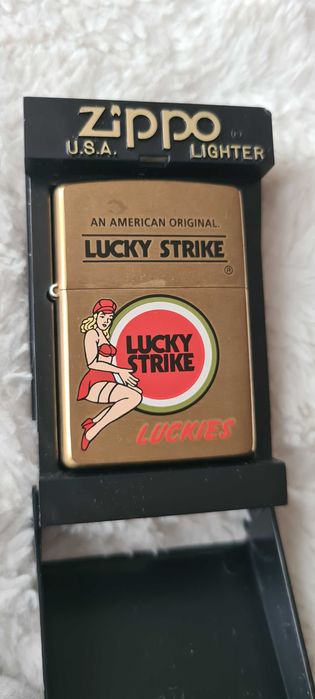 zippo
U.S.A. LIGHTER
AN AMERICAN ORIGINAL.
LUCKY STRIKE
®
LUCKY
STRIKE
LUCKIES